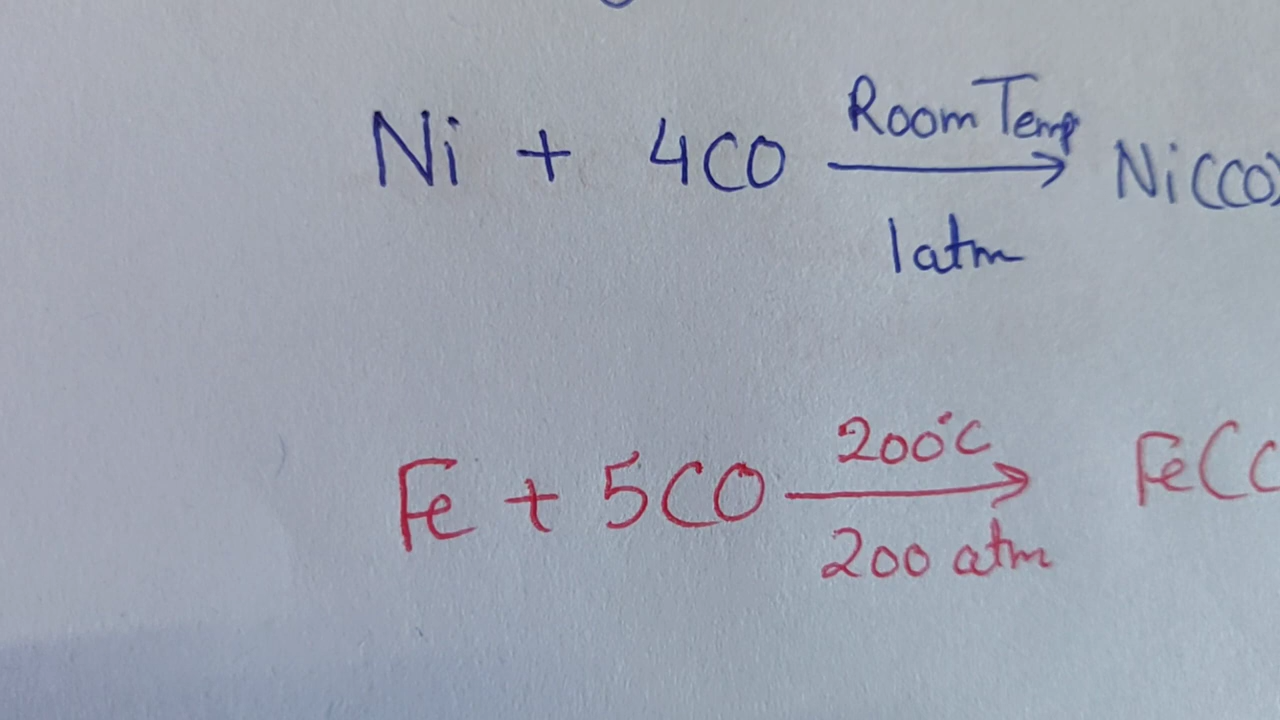 Room Temp
Ni + 4CO ⟶ Ni(CO)
1atm
200°C
Fe + 5CO ⟶ Fe(C
200 atm